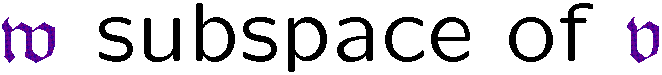 𝔴 subspace of 𝔳